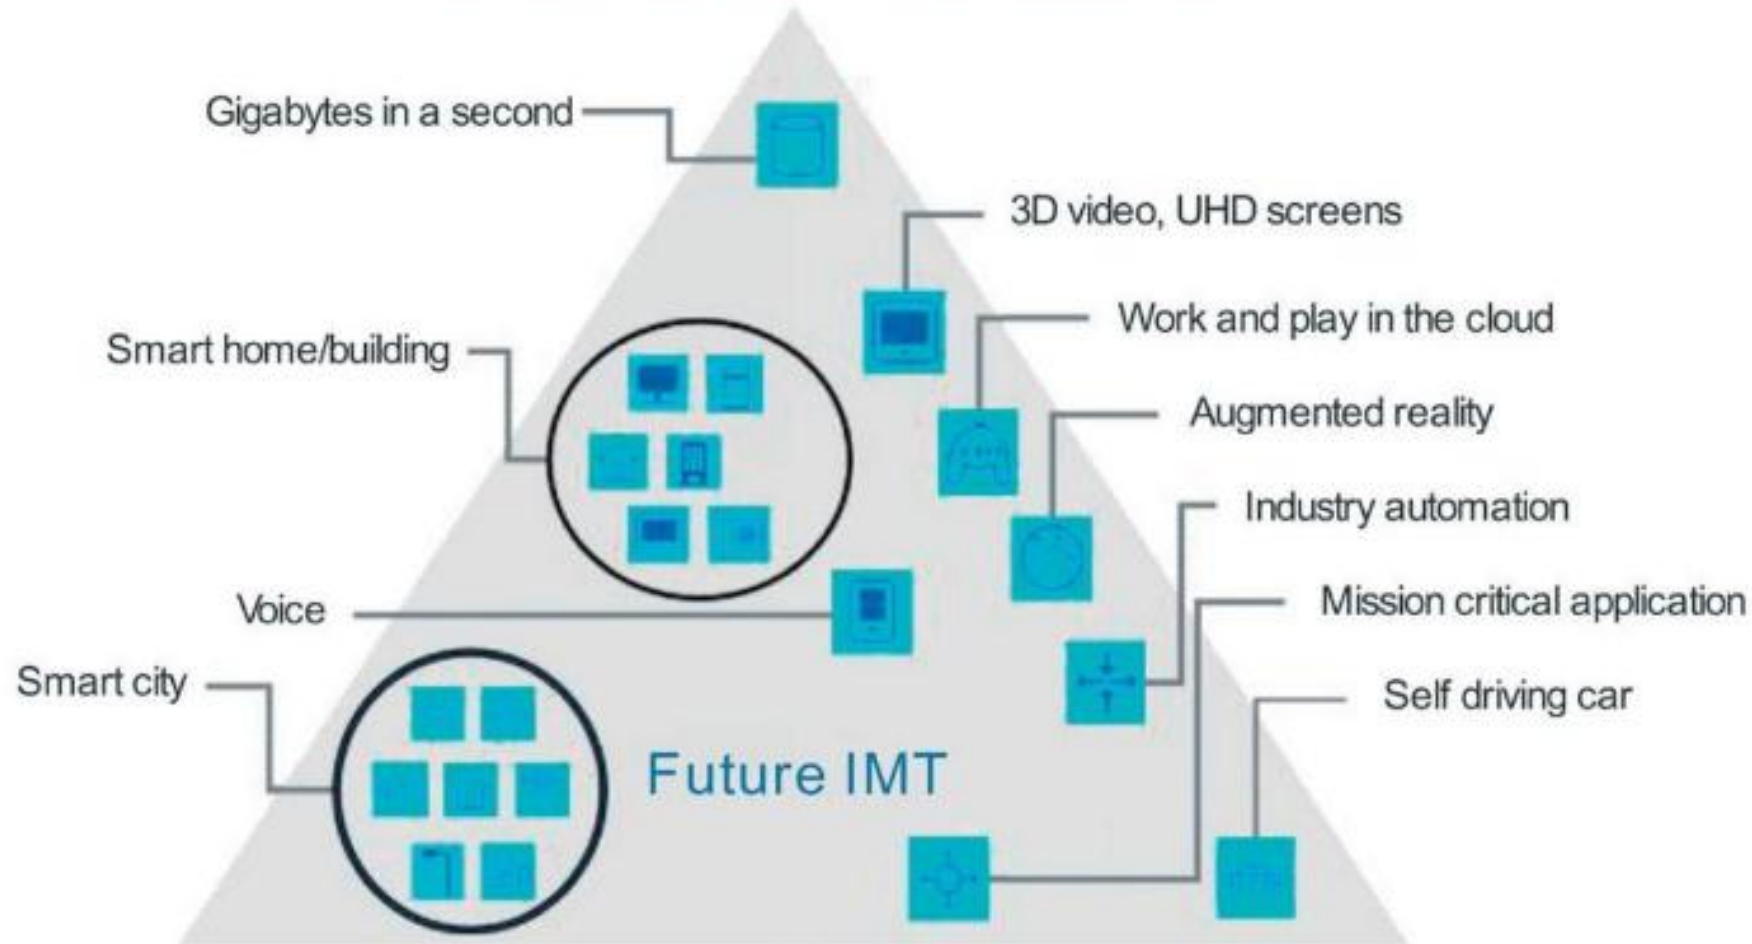 Gigabytes in a second
3D video, UHD screens
Work and play in the cloud
Smart home/building
Augmented reality
Industry automation
Voice
Mission critical application
Smart city
Self driving car
Future IMT